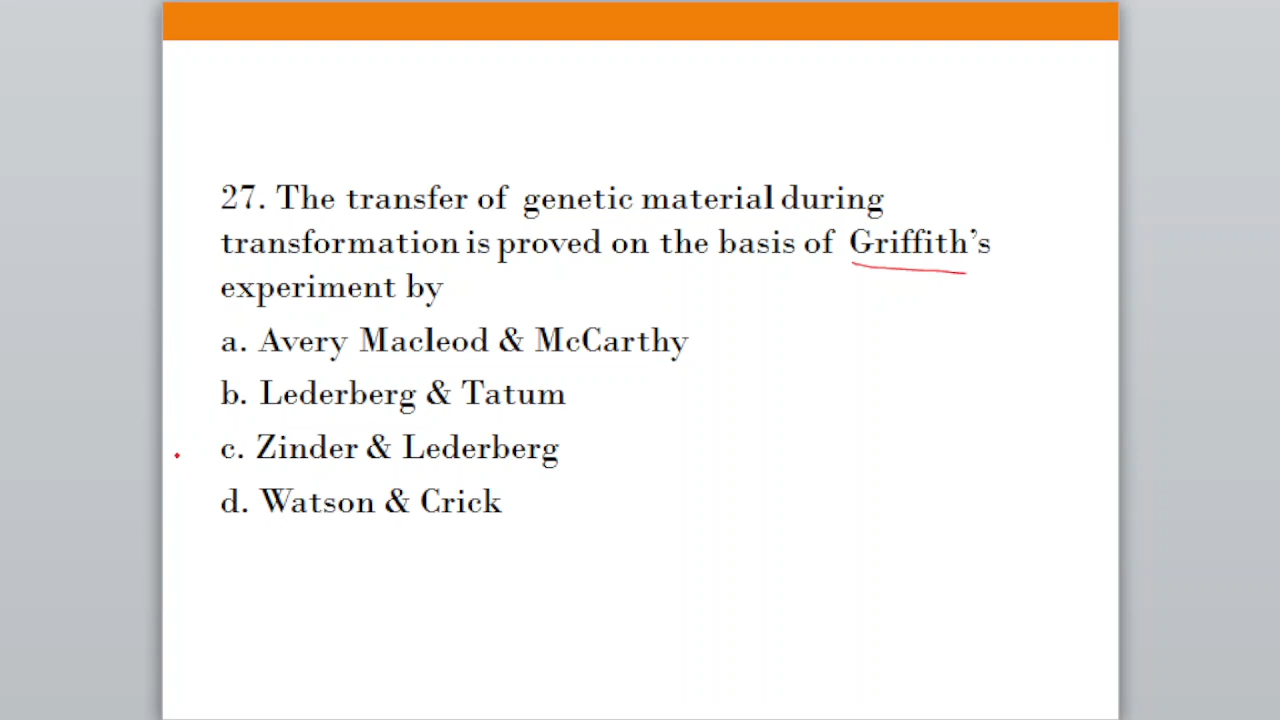 27. The transfer of genetic material during
transformation is proved on the basis of Griffith's
experiment by
a. Avery Macleod & McCarthy
b. Lederberg & Tatum
c. Zinder & Lederberg
d. Watson & Crick